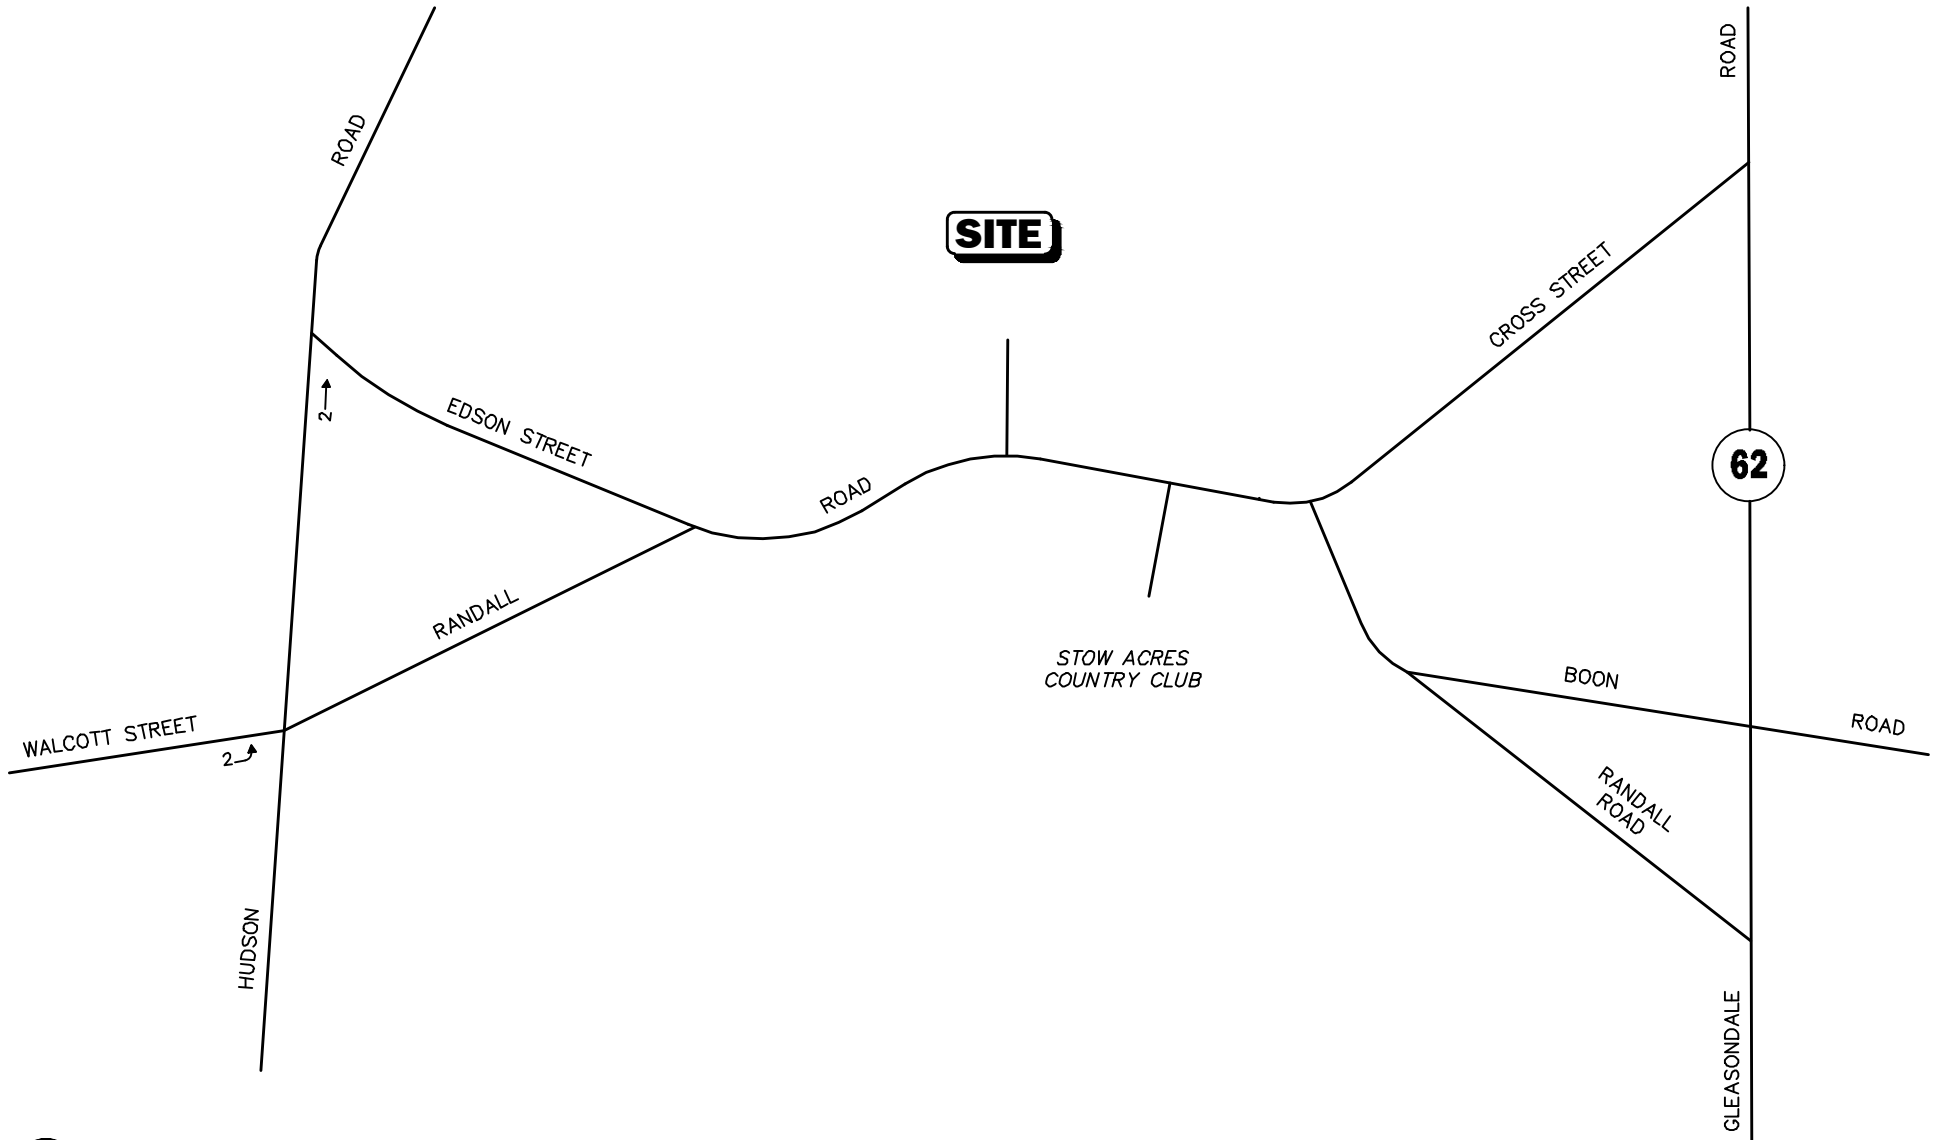 ROAD
ROAD
SITE
CROSS STREET
2
EDSON STREET
62
ROAD
RANDALL
STOW ACRES
COUNTRY CLUB
BOON
ROAD
WALCOTT STREET
2
RANDALL
ROAD
HUDSON
GLEASONDALE